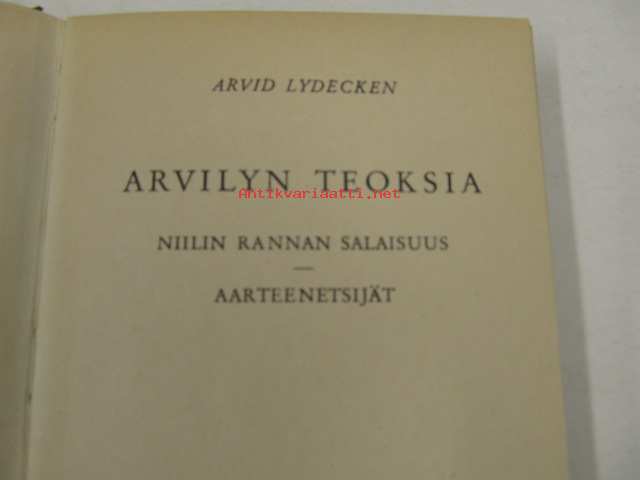 ARVID LYDECKEN
ARVILYN TEOKSIA
Antikvariaatti.net
NIILIN RANNAN SALAISUUS
—
AARTEENETSIJÄT